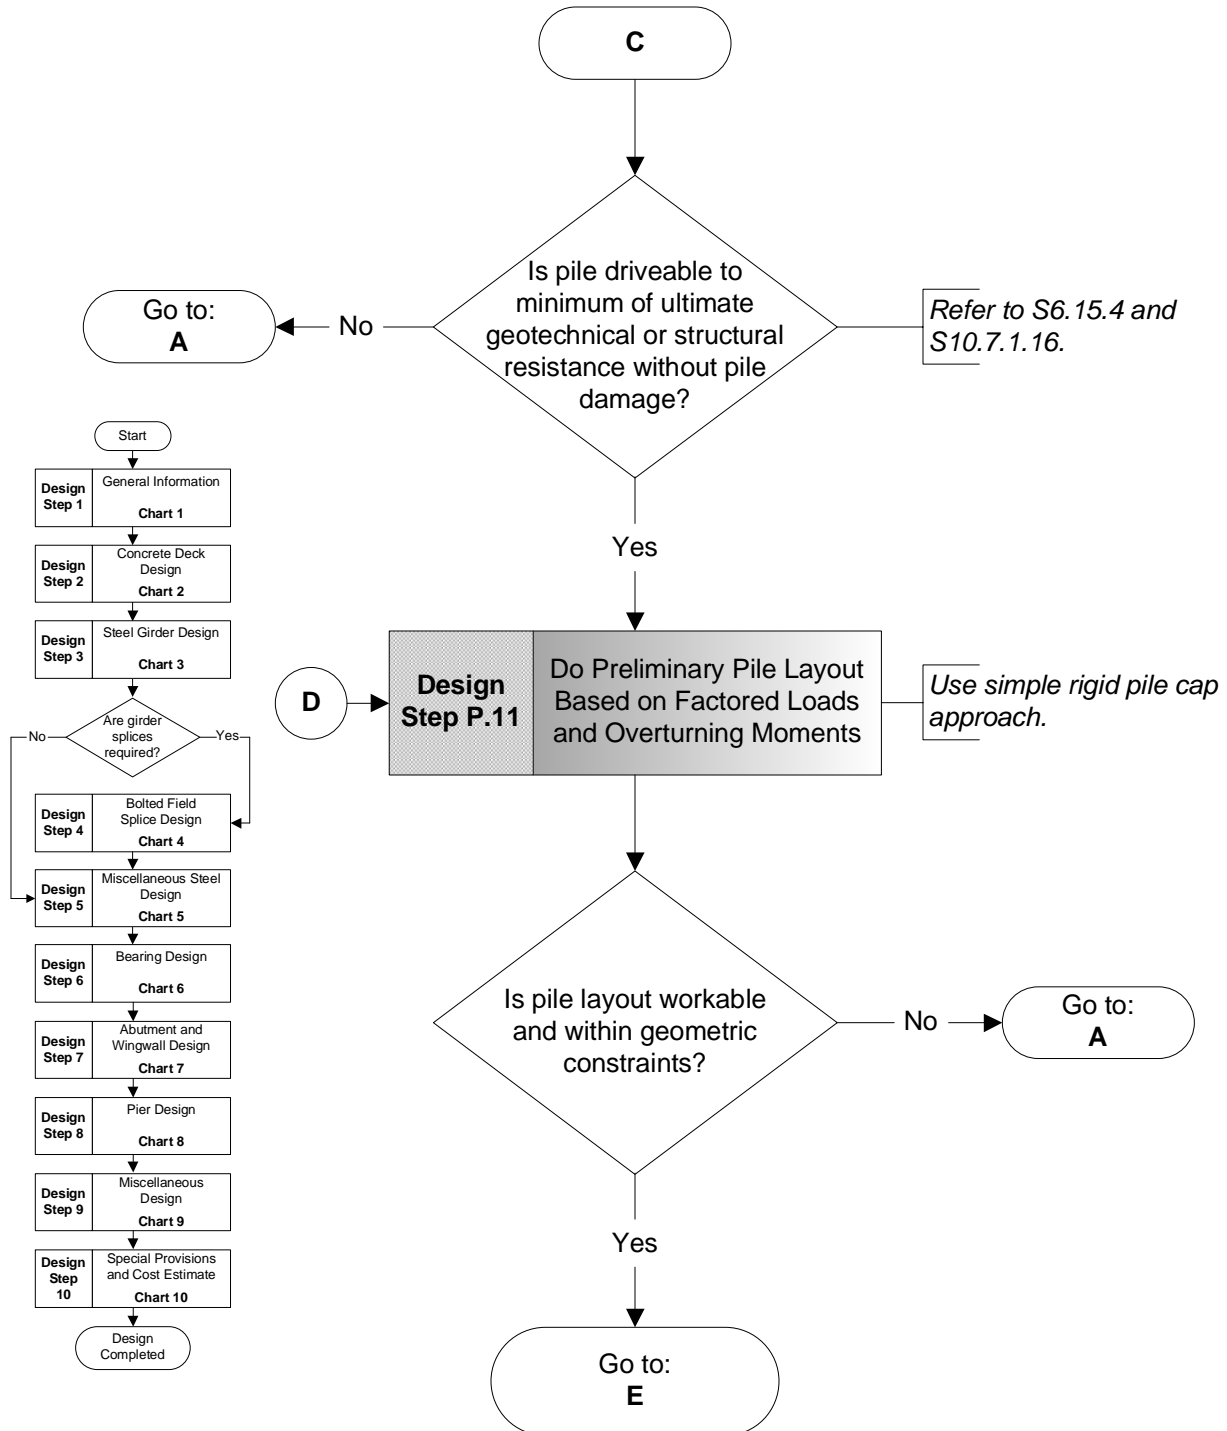 C
Is pile driveable to
minimum of ultimate
geotechnical or structural
resistance without pile
damage?
No
Go to:
A
Refer to S6.15.4 and
S10.7.1.16.
Yes
D
Design
Step P.11
Do Preliminary Pile Layout
Based on Factored Loads
and Overturning Moments
Use simple rigid pile cap
approach.
Is pile layout workable
and within geometric
constraints?
No
Go to:
A
Yes
Go to:
E
Start
Design
Step 1
General Information
Chart 1
Design
Step 2
Concrete Deck
Design
Chart 2
Design
Step 3
Steel Girder Design
Chart 3
Are girder
splices
required?
No
Yes
Design
Step 4
Bolted Field
Splice Design
Chart 4
Design
Step 5
Miscellaneous Steel
Design
Chart 5
Design
Step 6
Bearing Design
Chart 6
Design
Step 7
Abutment and
Wingwall Design
Chart 7
Design
Step 8
Pier Design
Chart 8
Design
Step 9
Miscellaneous
Design
Chart 9
Design
Step
10
Special Provisions
and Cost Estimate
Chart 10
Design
Completed